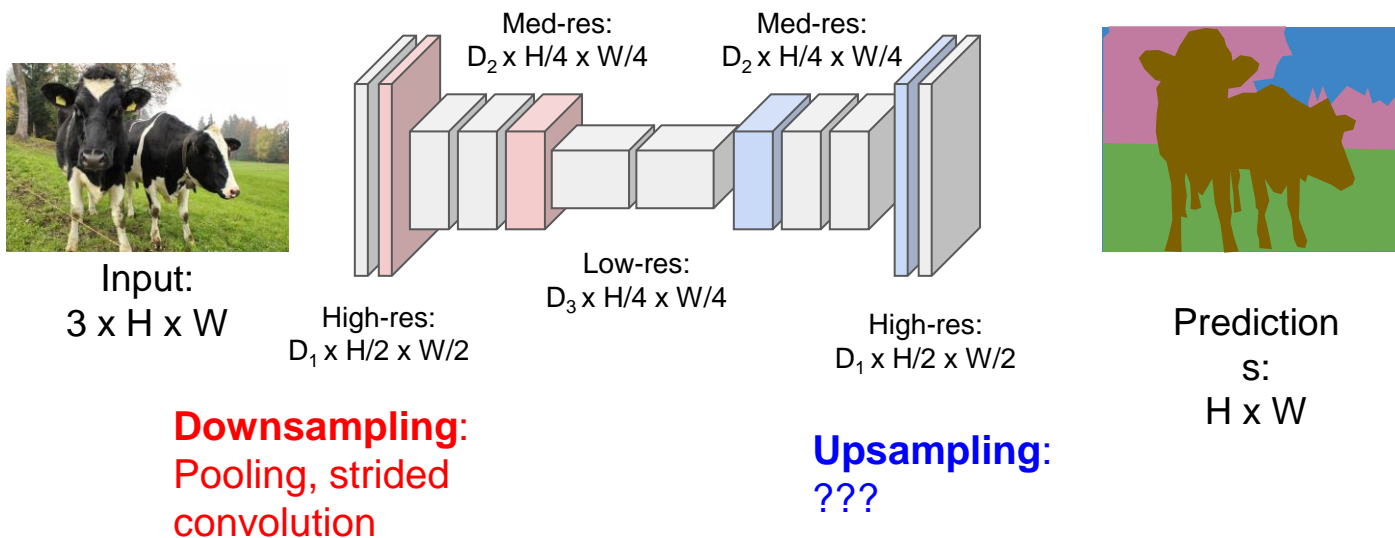 Med-res:
D₂ x H/4 x W/4
Med-res:
D₂ x H/4 x W/4
Input:
3 x H x W
High-res:
D₁ x H/2 x W/2
Low-res:
D₃ x H/4 x W/4
High-res:
D₁ x H/2 x W/2
Prediction
s:
H x W
Downsampling:
Pooling, strided
convolution
Upsampling:
???